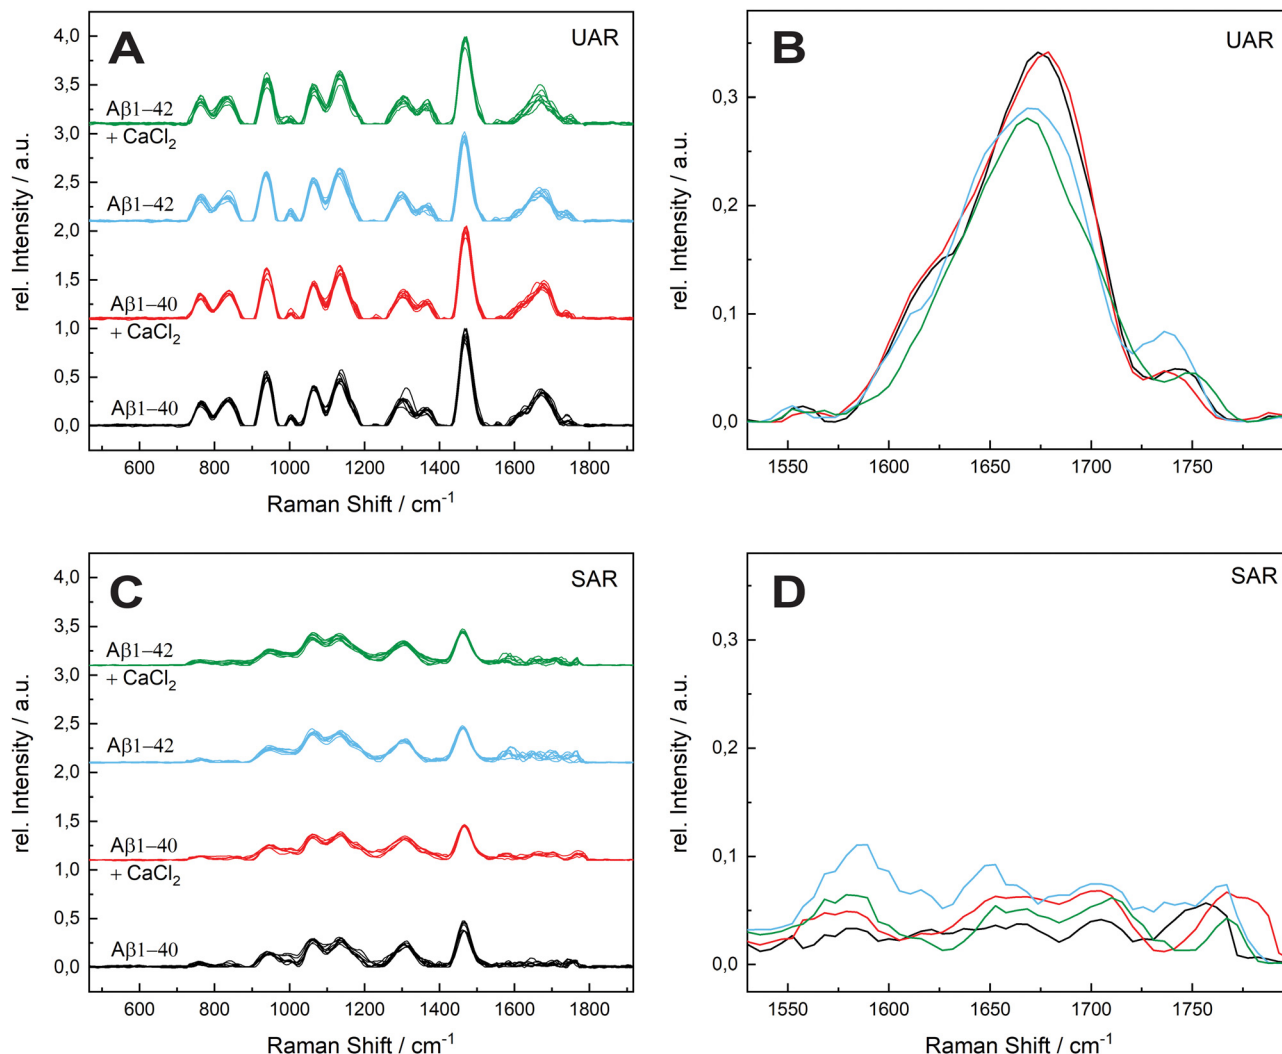 A
UAR
4,0
3,5
3,0
2,5
2,0
1,5
1,0
0,5
0,0
Aβ1–42
+ CaCl₂
Aβ1–42
Aβ1–40
+ CaCl₂
Aβ1–40
rel. Intensity / a.u.
600 800 1000 1200 1400 1600 1800
Raman Shift / cm⁻¹
B
UAR
0,3
0,2
0,1
0,0
rel. Intensity / a.u.
1550 1600 1650 1700 1750
C
SAR
4,0
3,5
3,0
2,5
2,0
1,5
1,0
0,5
0,0
Aβ1–42
+ CaCl₂
Aβ1–42
Aβ1–40
+ CaCl₂
Aβ1–40
rel. Intensity / a.u.
600 800 1000 1200 1400 1600 1800
Raman Shift / cm⁻¹
D
SAR
0,3
0,2
0,1
0,0
rel. Intensity / a.u.
1550 1600 1650 1700 1750
Raman Shift / cm⁻¹